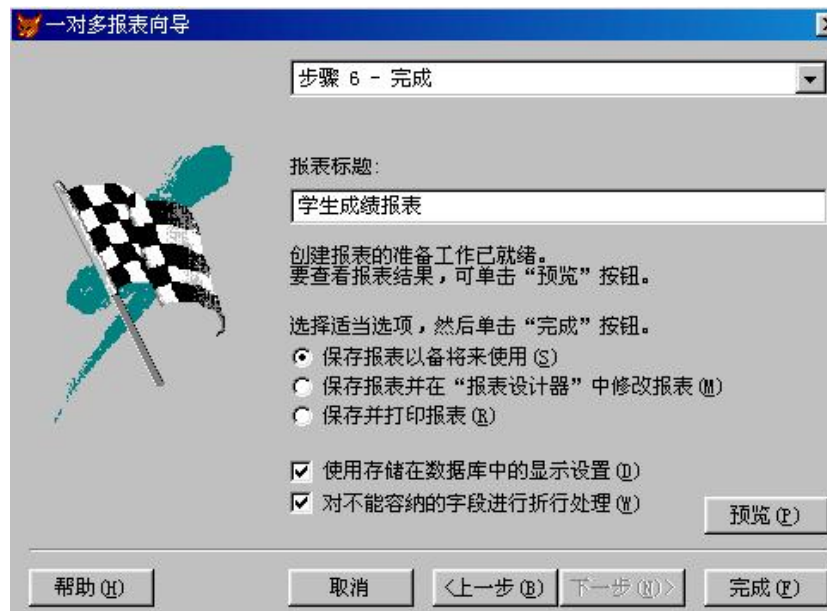 一对多报表向导
步骤 6 - 完成
报表标题:
学生成绩报表
创建报表的准备工作已就绪。
要查看报表结果，可单击“预览”按钮。
选择适当选项，然后单击“完成”按钮。
保存报表以备将来使用(S)
保存报表并在“报表设计器”中修改报表(M)
保存并打印报表(R)
使用存储在数据库中的显示设置(D)
对不能容纳的字段进行折行处理(W)
预览(P)
帮助(H) 取消 <上一步(B) 下一步(N)> 完成(F)